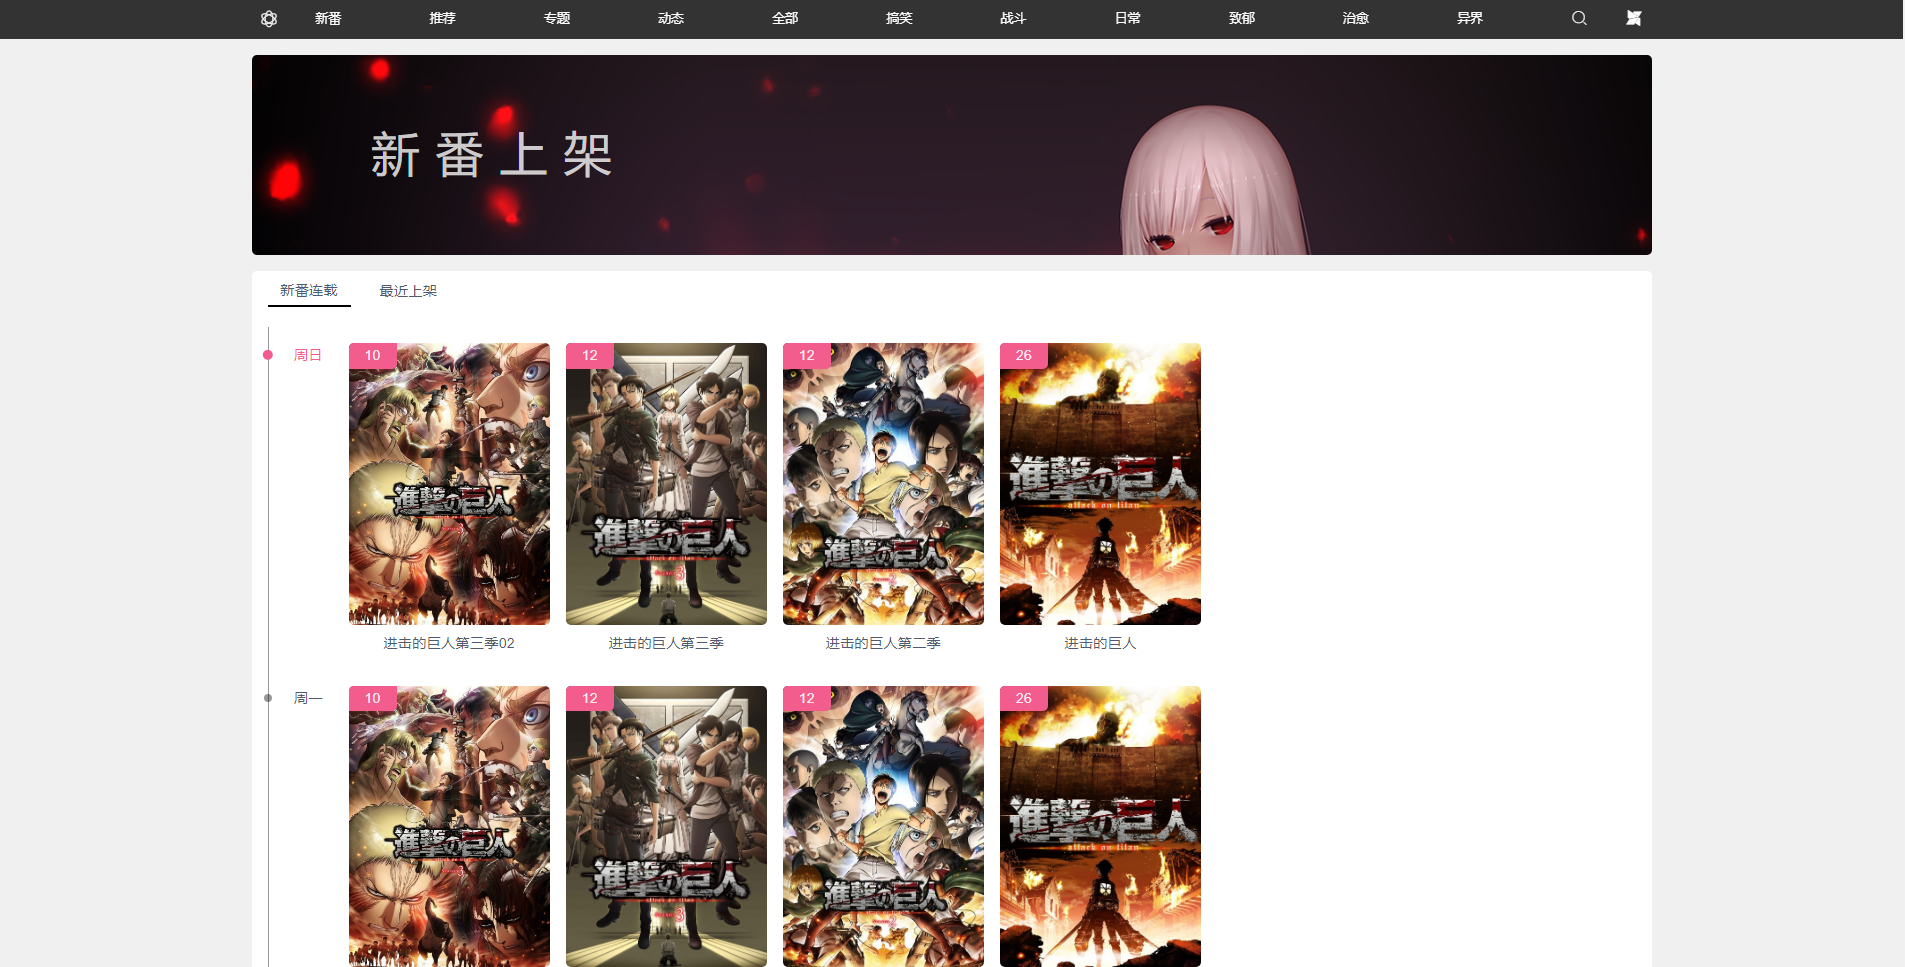 新番 推荐 专题 动态 全部 搞笑 战斗 日常 致郁 治愈 异界
新番上架
新番连载 最近上架
周日
10 12 12 26
進撃の巨人
進撃の巨人
attack on titan
進撃の巨人
進撃の巨人
attack on titan
进击的巨人第三季02 进击的巨人第三季 进击的巨人第二季 进击的巨人
周一
10 12 12 26
進撃の巨人
進撃の巨人
attack on titan
進撃の巨人
進撃の巨人
attack on titan